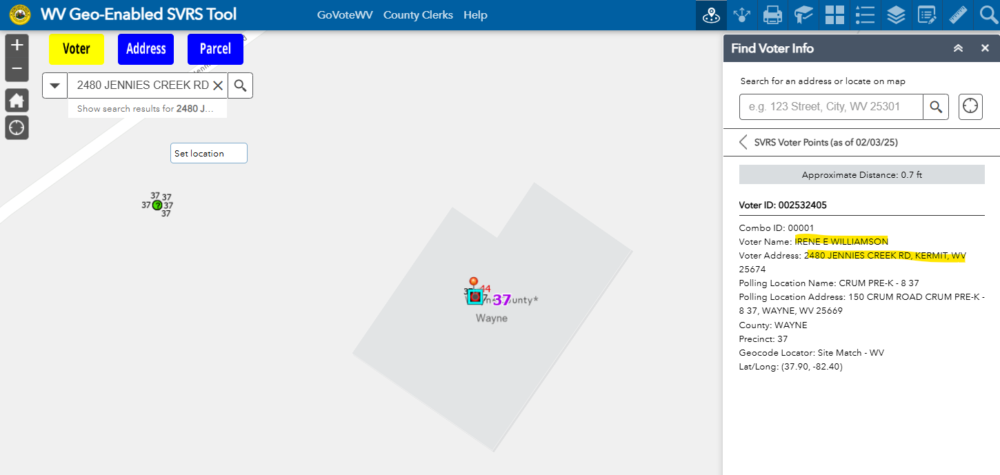 WV Geo-Enabled SVRS Tool
GoVoteWV County Clerks Help
Voter Address Parcel
2480 JENNIES CREEK RD
Show search results for 2480 J...
Set location
37 37
37 ? 37
37
44
37
Wayne
Find Voter Info
Search for an address or locate on map
e.g. 123 Street, City, WV 25301
SVRS Voter Points (as of 02/03/25)
Approximate Distance: 0.7 ft
Voter ID: 002532405
Combo ID: 00001
Voter Name: IRENE E WILLIAMSON
Voter Address: 2480 JENNIES CREEK RD, KERMIT, WV
25674
Polling Location Name: CRUM PRE-K - 8 37
Polling Location Address: 150 CRUM ROAD CRUM PRE-K -
8 37, WAYNE, WV 25669
County: WAYNE
Precinct: 37
Geocode Locator: Site Match - WV
Lat/Long: (37.90, -82.40)